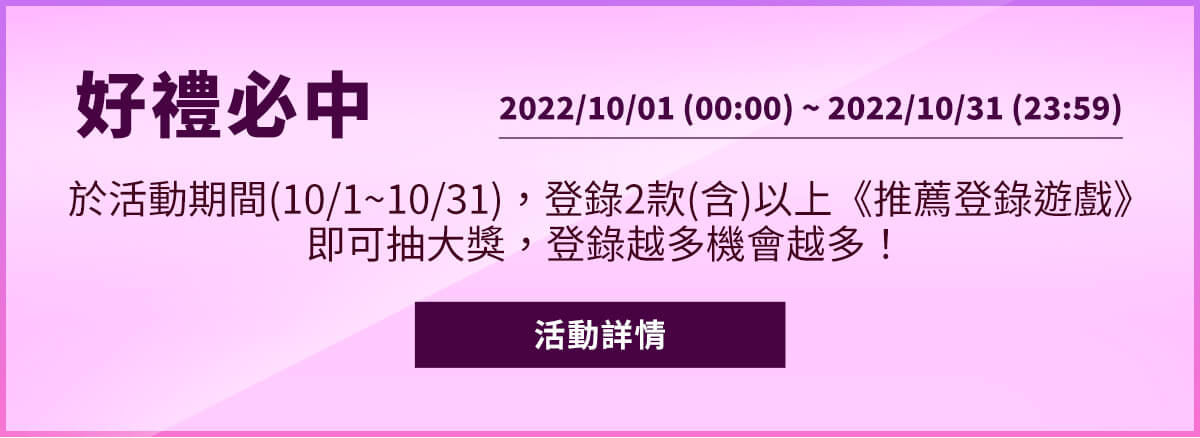 好禮必中
2022/10/01 (00:00) ~ 2022/10/31 (23:59)
於活動期間(10/1~10/31)，登錄2款(含)以上《推薦登錄遊戲》
即可抽大獎，登錄越多機會越多！
活動詳情